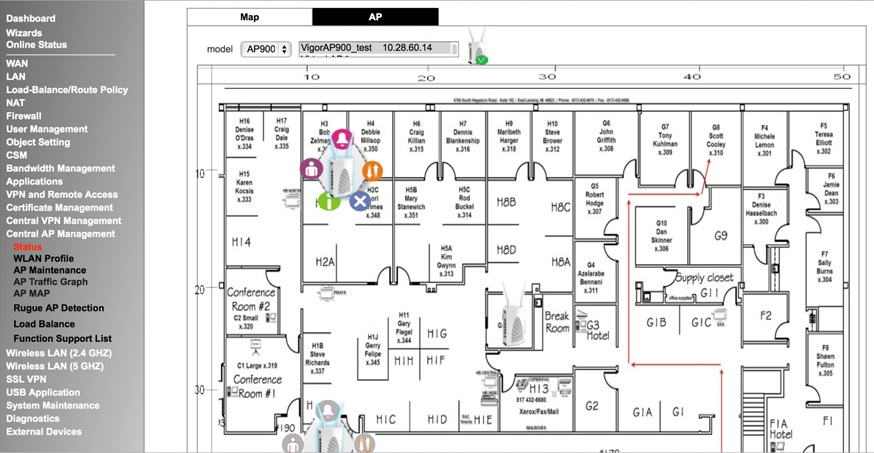 Dashboard
Wizards
Online Status
WAN
LAN
Load-Balance/Route Policy
NAT
Firewall
User Management
Object Setting
CSM
Bandwidth Management
Applications
VPN and Remote Access
Certificate Management
Central VPN Management
Central AP Management
Status
WLAN Profile
AP Maintenance
AP Traffic Graph
AP MAP
Rugue AP Detection
Load Balance
Function Support List
Wireless LAN (2.4 GHZ)
Wireless LAN (5 GHZ)
SSL VPN
USB Application
System Maintenance
Diagnostics
External Devices
Map AP
model AP900 VigorAP900_test 10.28.60.14
10 20 30 40 50
10
20
30
H16
Denise
O'Dras
x.334
H17
Craig
Dale
x.335
H3
Bob
H4
Debbie
Millsop
x.350
H6
Craig
Killian
x.315
H7
Dennis
Blankenship
x.316
H9
Maribeth
Harger
x.318
H10
Steve
Brower
x.312
G6
John
Griffith
x.308
G7
Tony
Kuhlman
x.309
G8
Scott
Cooley
x.310
F4
Michele
Lemon
x.301
F5
Teresa
Elliott
x.302
H15
Karen
Kocsis
x.333
H2C
x.348
H5B
Mary
Stanewich
x.351
H5C
Rod
Buckel
x.314
H8B
H8C
G5
Robert
Hodge
x.307
F6
Jamie
Dean
x.303
F3
Denise
Hasselbach
x.300
G10
Dan
Skinner
x.306
G9
H14
H2A
H5A
Kim
Gwynn
x.313
H8D
H8A
G4
Azelarabe
Bennani
x.311
F7
Sally
Burns
x.304
Supply closet
office supplies
G11
Conference
Room #2
C2 Small
x.320
H11
Gary
Flegel
x.344
H1G
Break
Room
G3
Hotel
G1B
G1C
F2
H1B
Steve
Richards
x.337
H1J
Gerry
Felipe
x.345
H1H
H1F
F8
Shawn
Fulton
x.305
C1 Large x.319
Conference
Room #1
H13
517 432-6680
Xerox/Fax/Mail
MAILBOXES
H1C
H1D
H1E
G2
G1A
G1
F1A
Hotel
F1